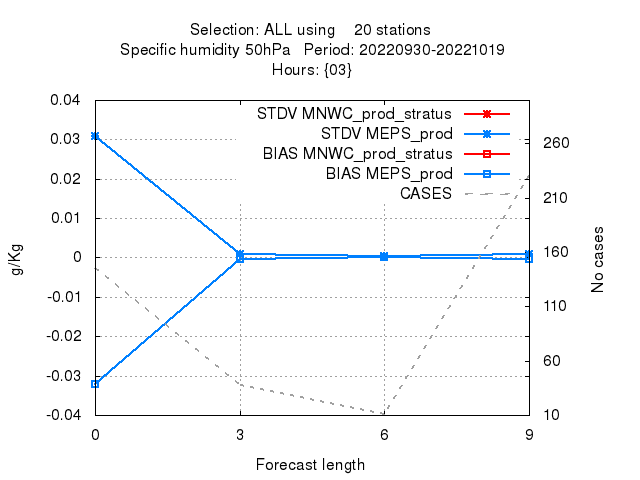 Selection: ALL using    20 stations
Specific humidity 50hPa   Period: 20220930-20221019
Hours: {03}
STDV MNWC_prod_stratus
STDV MEPS_prod
BIAS MNWC_prod_stratus
BIAS MEPS_prod
CASES
0.04
0.03
0.02
0.01
0
-0.01
-0.02
-0.03
-0.04
g/Kg
260
210
160
110
60
10
No cases
0 3 6 9
Forecast length